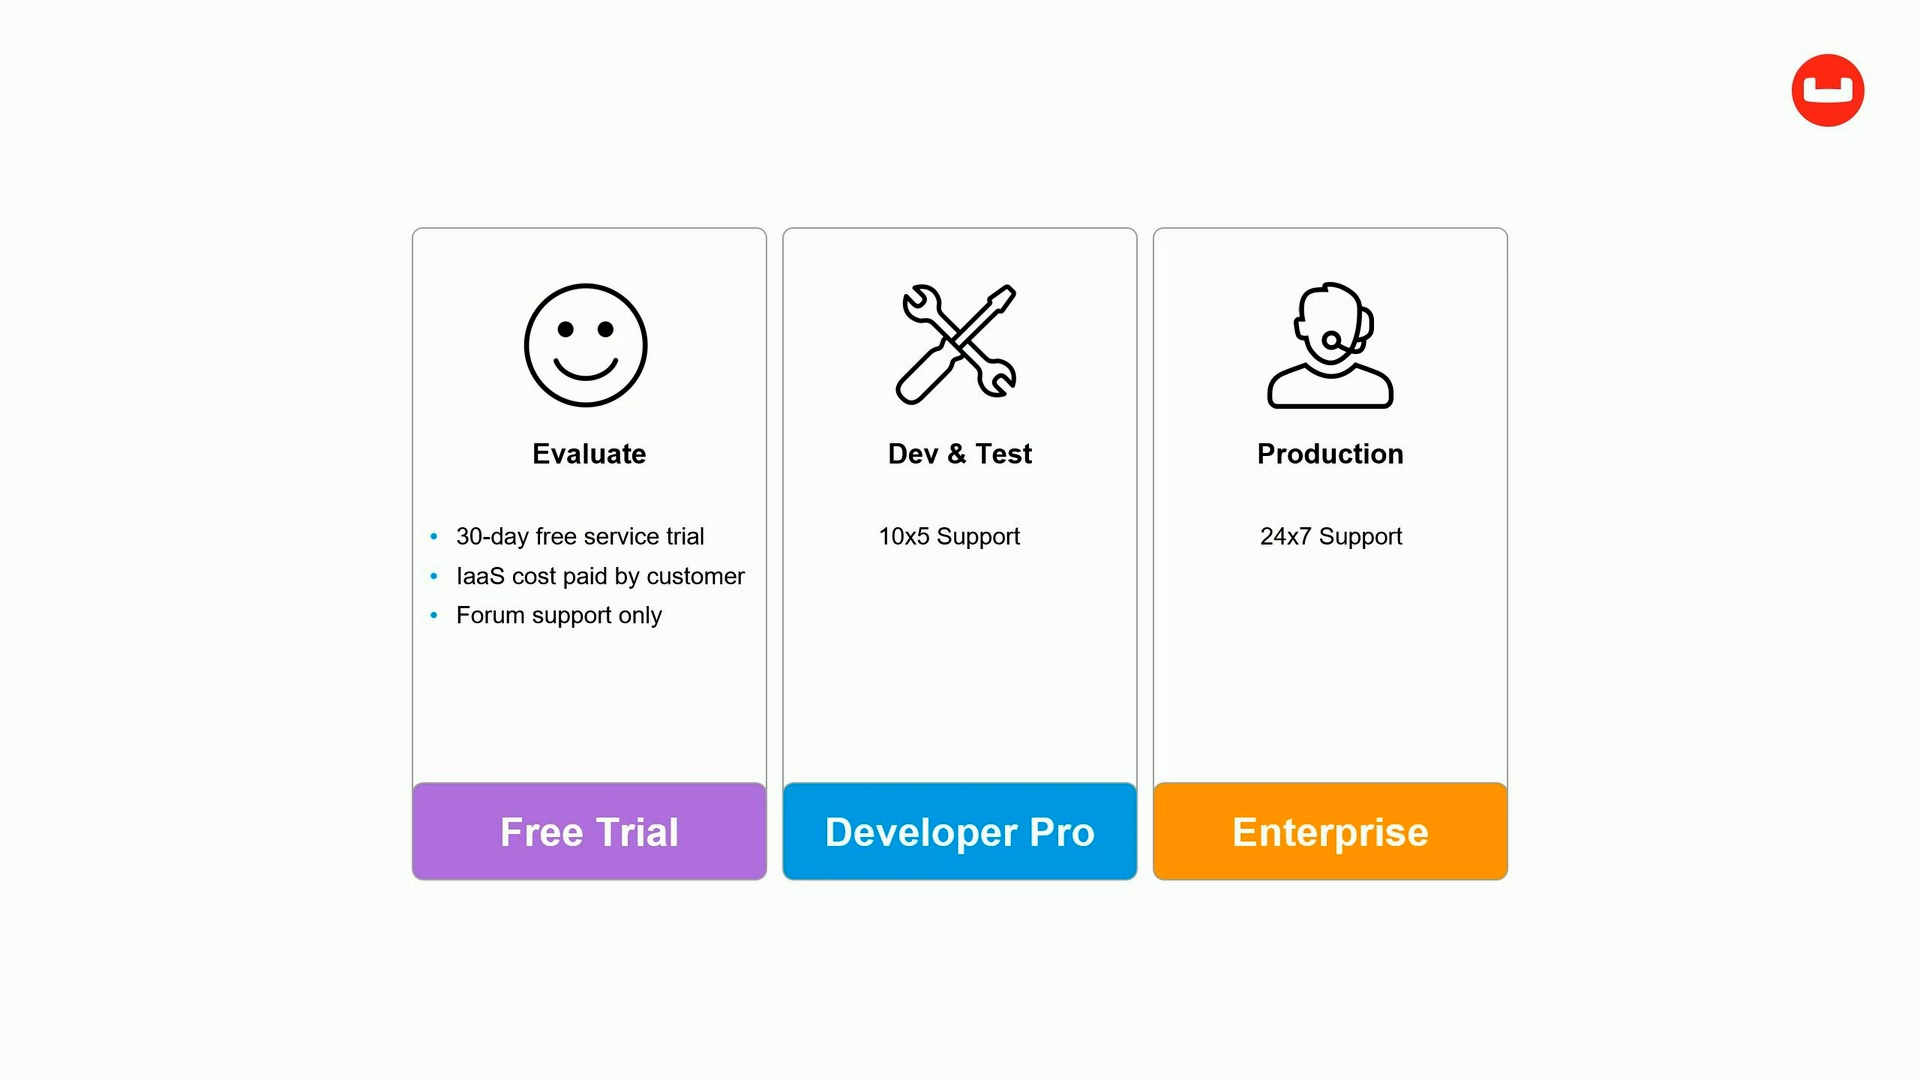 Evaluate
• 30-day free service trial
• IaaS cost paid by customer
• Forum support only
Free Trial
Dev & Test
10x5 Support
Developer Pro
Production
24x7 Support
Enterprise